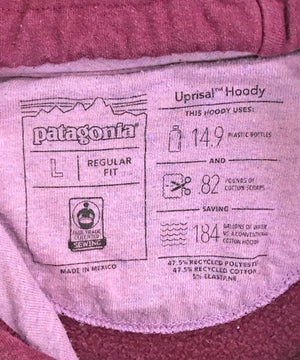 patagonia
L
REGULAR
FIT
FAIR TRADE
CERTIFIED
SEWING
MADE IN MEXICO
Uprisal™ Hoody
THIS HOODY USES:
14.9 PLASTIC BOTTLES
AND
.82 POUNDS OF
COTTON SCRAPS
SAVING
184 GALLONS OF WATER
VS A CONVENTIONAL
COTTON HOODY
47.5% RECYCLED POLYESTE
47.5% RECYCLED COTTON
5% ELASTANE